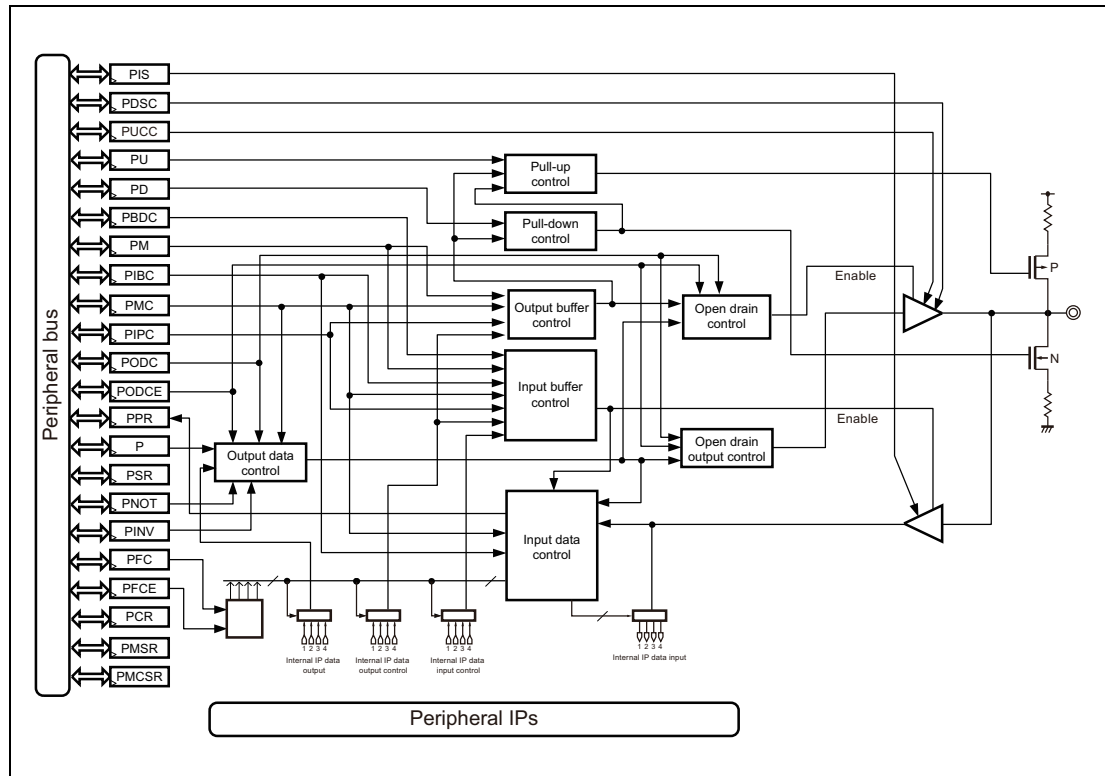 Peripheral bus
PIS
PDSC
PUCC
PU
PD
PBDC
PM
PIBC
PMC
PIPC
PODC
PODCE
PPR
P
PSR
PNOT
PINV
PFC
PFCE
PCR
PMSR
PMCSR
Pull-up
control
Pull-down
control
Output buffer
control
Open drain
control
Enable
P
N
Input buffer
control
Enable
Output data
control
Open drain
output control
Input data
control
1 2 3 4
Internal IP data
output
1 2 3 4
Internal IP data
output control
1 2 3 4
Internal IP data
input control
1 2 3 4
Internal IP data input
Peripheral IPs